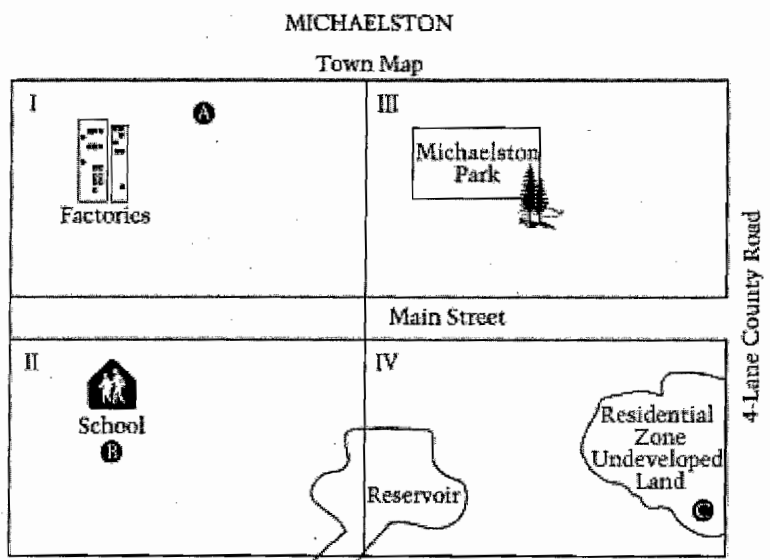 MICHAELSTON
Town Map
I
A
Factories
III
Michaelston
Park
4-Lane County Road
Main Street
II
School
B
IV
Reservoir
Residential
Zone
Undeveloped
Land
C